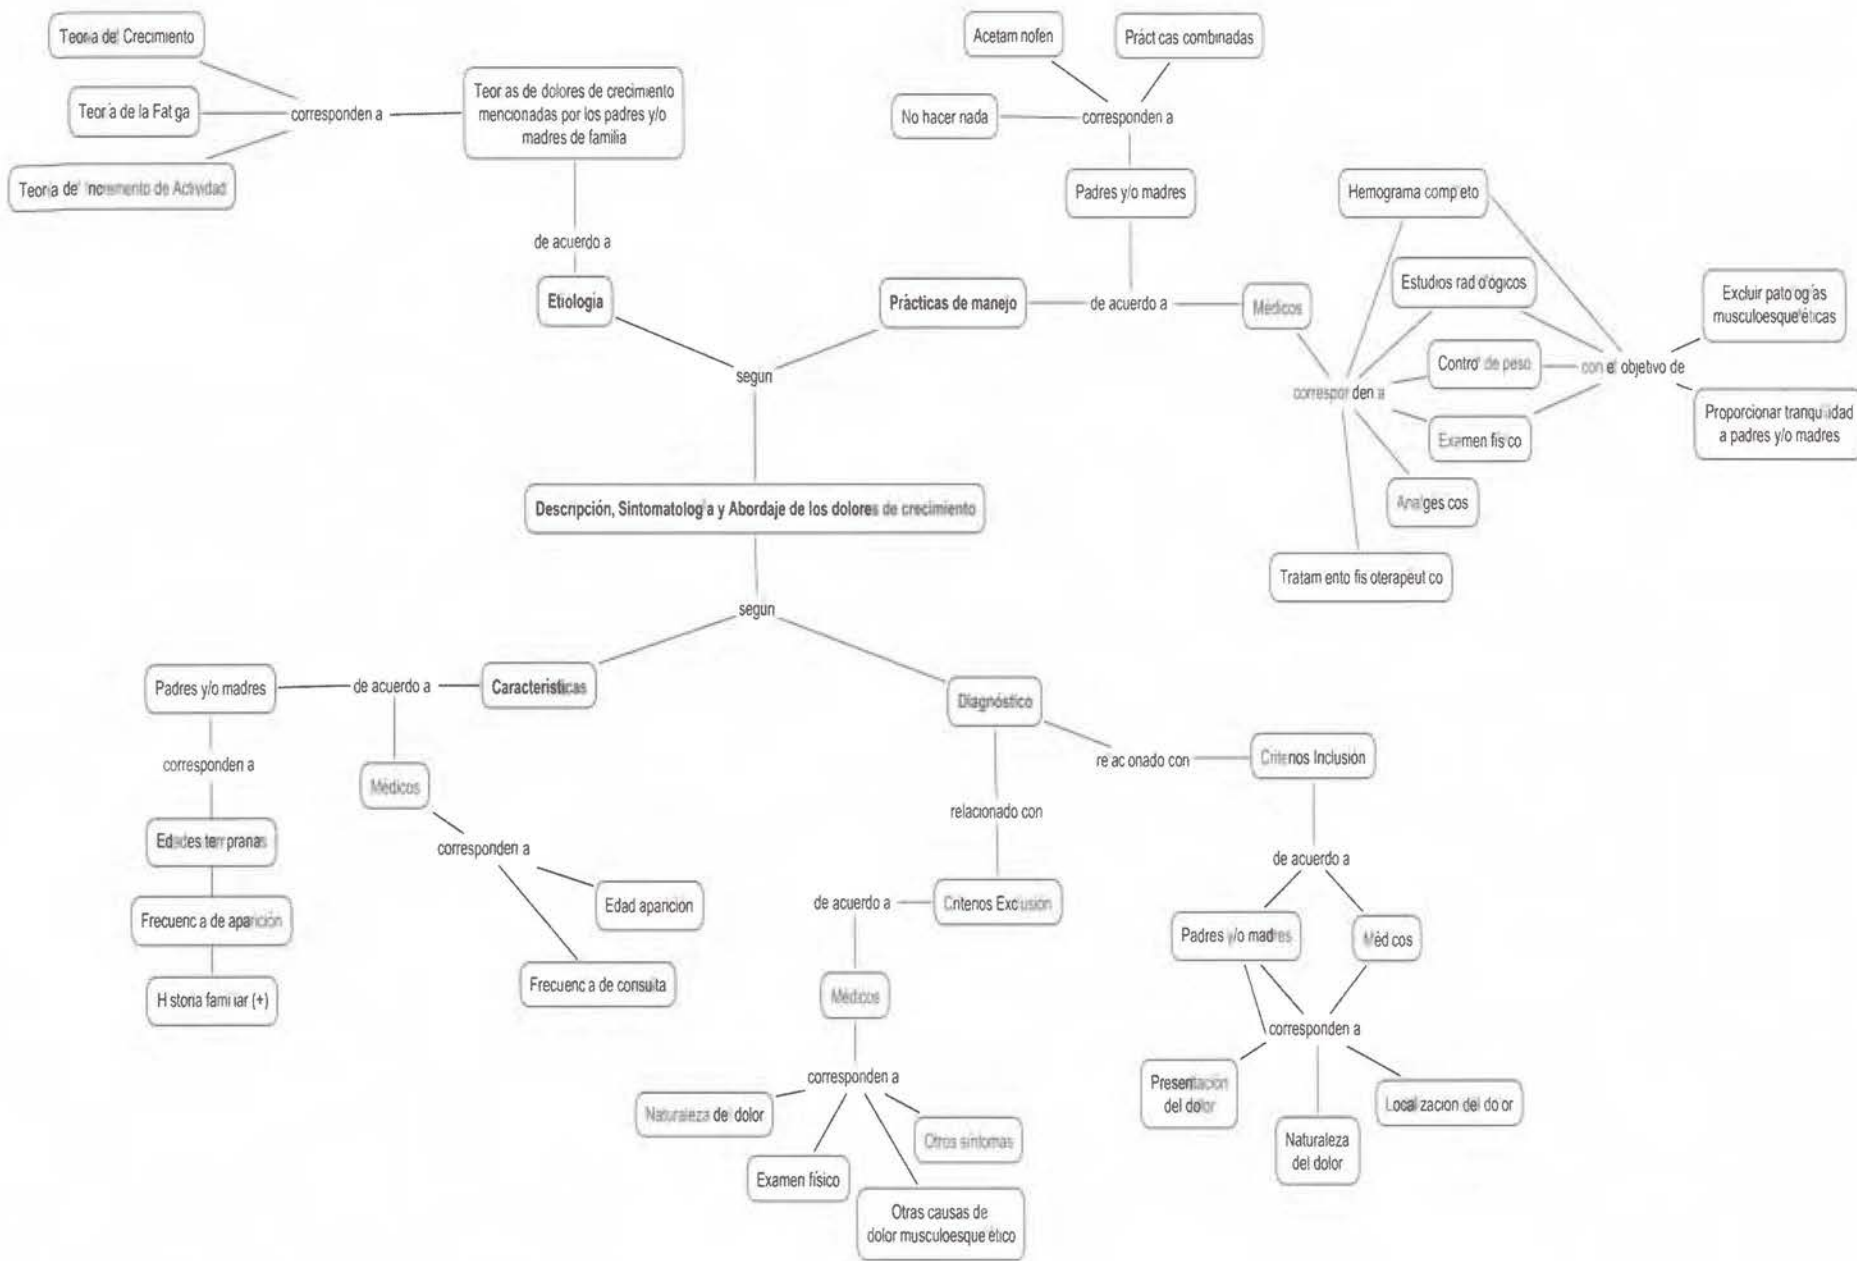 Teoría del Crecimiento
Teoría de la Fatiga
Teoría del Incremento de Actividad
corresponden a
Teorías de dolores de crecimiento
mencionadas por los padres y/o
madres de familia
de acuerdo a
Etiología
Acetaminofen
Prácticas combinadas
No hacer nada
corresponden a
Padres y/o madres
Prácticas de manejo
de acuerdo a
Médicos
Hemograma completo
Estudios radiológicos
Control de peso
corresponden a
Examen físico
Analgesicos
Tratamiento fisioterapéutico
con el objetivo de
Excluir patologías
musculoesqueléticas
Proporcionar tranquilidad
a padres y/o madres
segun
Descripción, Sintomatología y Abordaje de los dolores de crecimiento
segun
Padres y/o madres
de acuerdo a
Características
corresponden a
Médicos
Edades tempranas
corresponden a
Frecuencia de aparición
Edad aparicion
Historia familiar (+)
Frecuencia de consulta
Diagnóstico
relacionado con
Criterios Inclusión
relacionado con
de acuerdo a
de acuerdo a
Criterios Exclusión
Padres y/o madres
Médicos
Médicos
corresponden a
corresponden a
Naturaleza del dolor
Otros síntomas
Examen físico
Otras causas de
dolor musculoesquelético
Presentación
del dolor
Localizacion del dolor
Naturaleza
del dolor